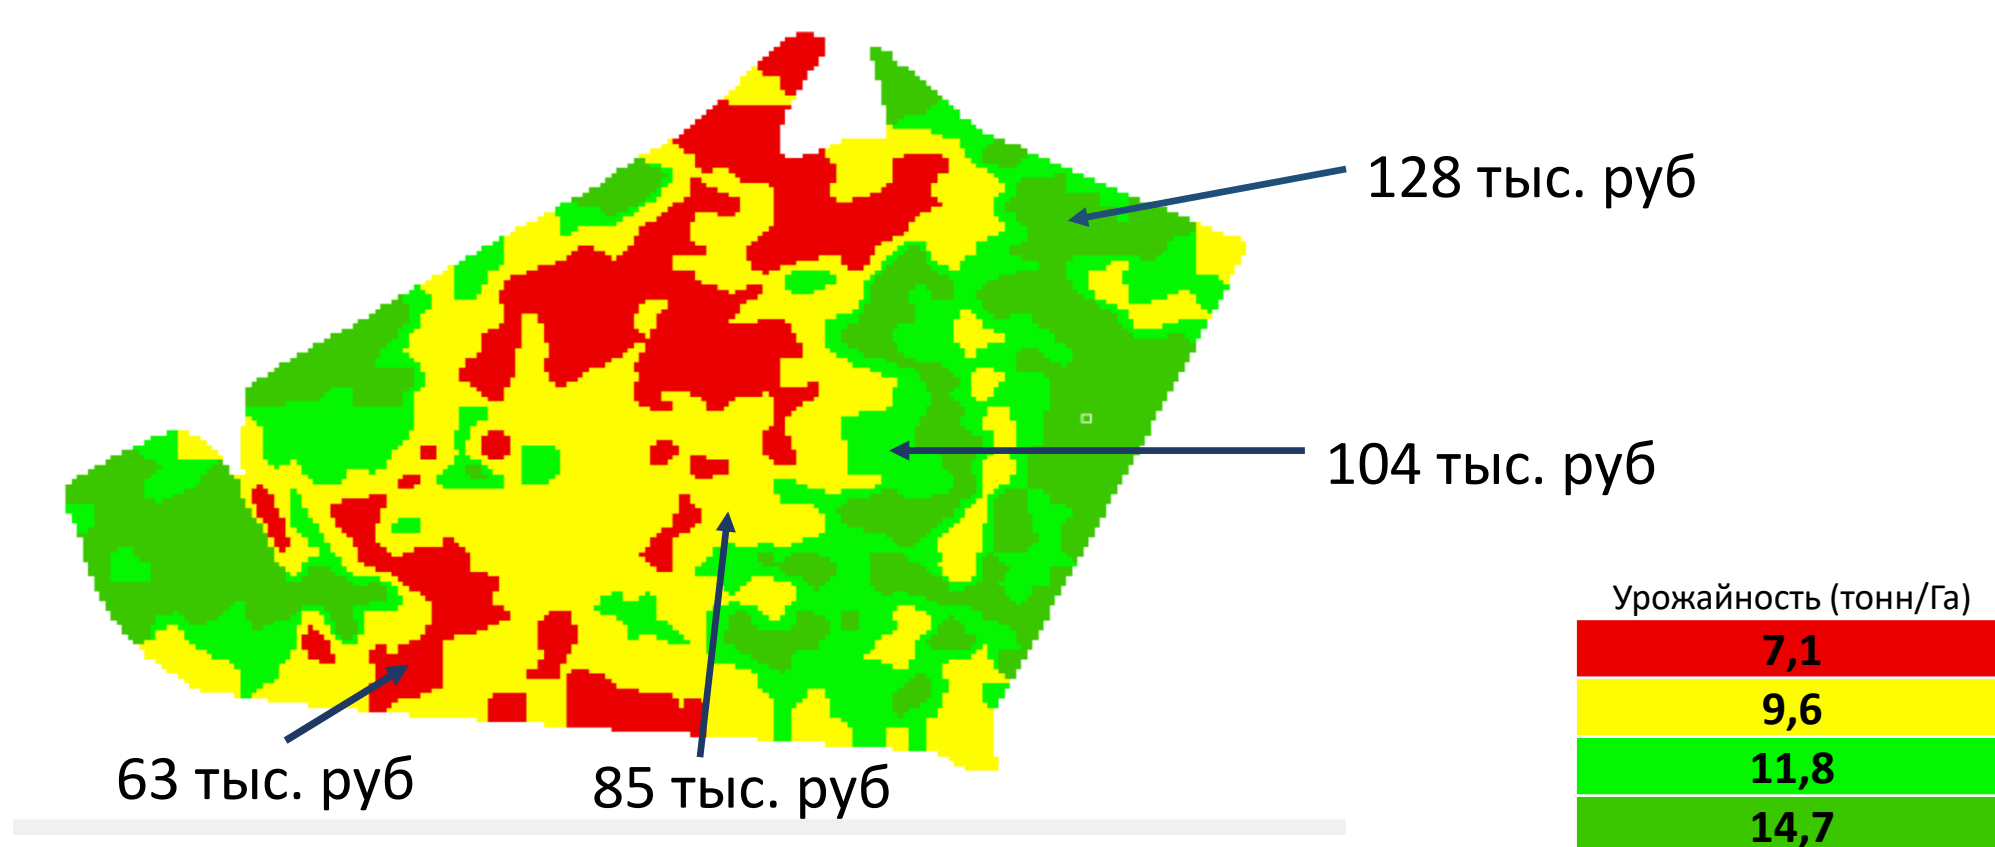 128 тыс. руб
104 тыс. руб
63 тыс. руб
85 тыс. руб
Урожайность (тонн/Га)
7,1
9,6
11,8
14,7